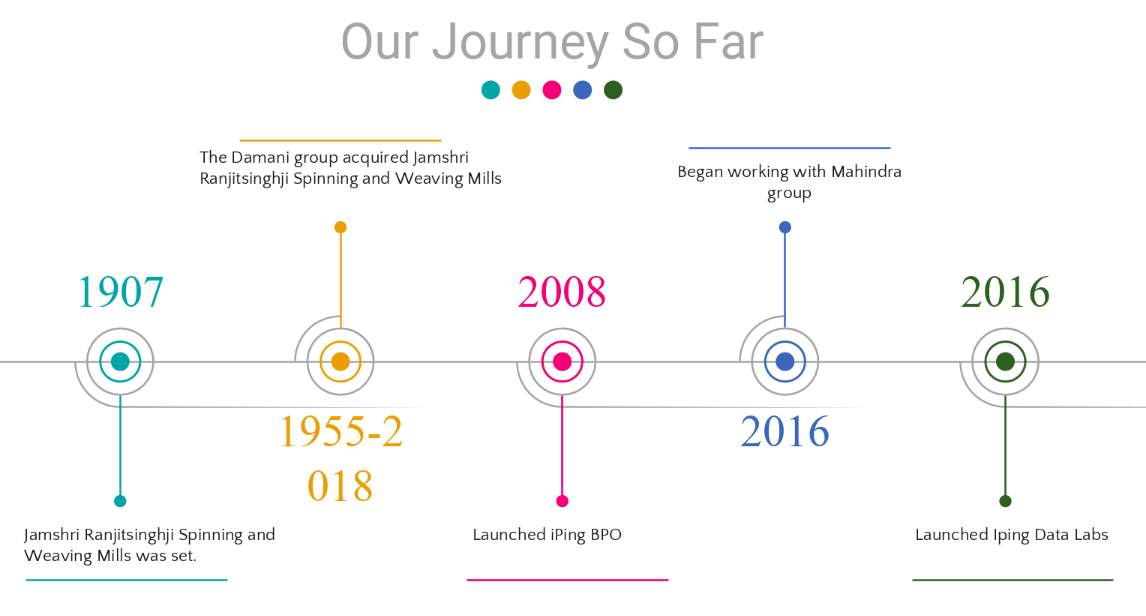 Our Journey So Far
The Damani group acquired Jamshri
Ranjitsinghji Spinning and Weaving Mills
Began working with Mahindra
group
1907
2008
2016
1955-2
018
2016
Jamshri Ranjitsinghji Spinning and
Weaving Mills was set.
Launched iPing BPO
Launched Iping Data Labs